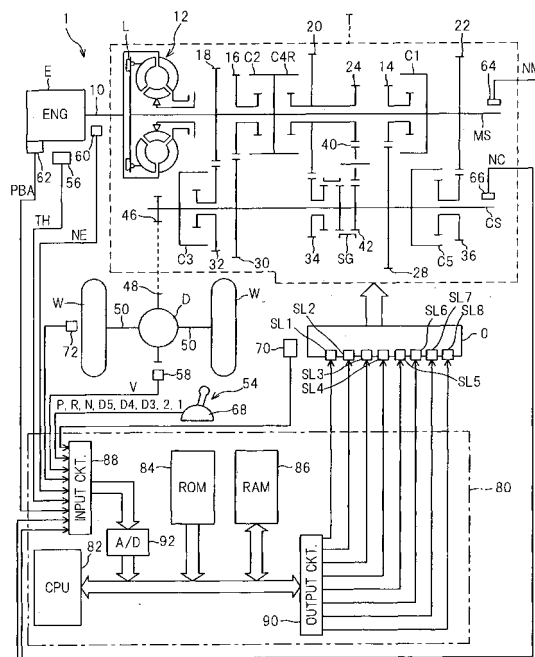 1
E
ENG
10
L
12
18
16
C2
C4R
20
T
24
14
C1
22
64
NM
MS
60
62
56
PBA
TH
NE
40
66
NC
CS
46
C3
32
30
34
SG
42
28
C5
36
48
D
W
W
50
50
72
58
V
54
68
70
P, R, N, D5, D4, D3, 2, 1
SL1
SL2
SL3
SL4
SL5
SL6
SL7
SL8
O
80
INPUT CKT.
88
84
ROM
86
RAM
A/D
92
82
CPU
OUTPUT CKT.
90